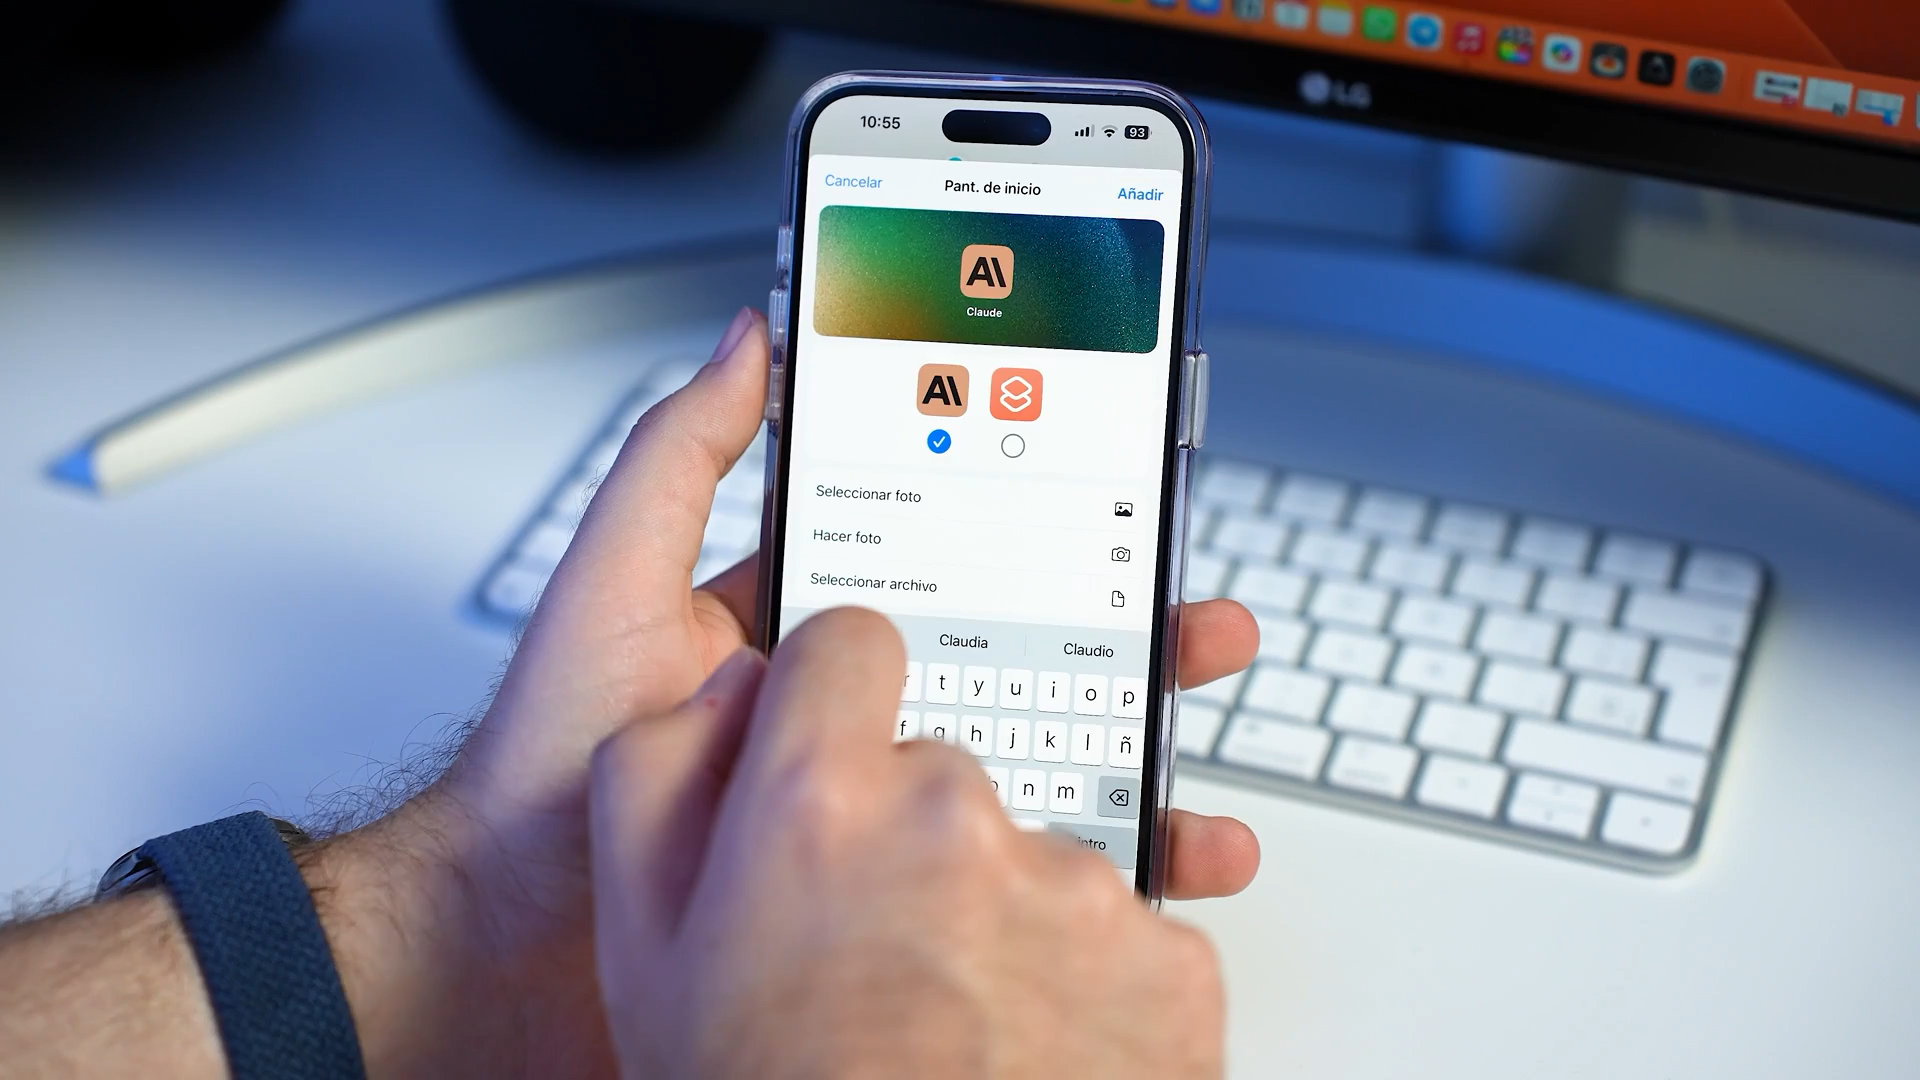 LG
10:55
93
Cancelar
Pant. de inicio
Añadir
AI
Claude
AI
Seleccionar foto
Hacer foto
Seleccionar archivo
Claudia
Claudio
t y u i o p
f g h j k l ñ
n m
intro